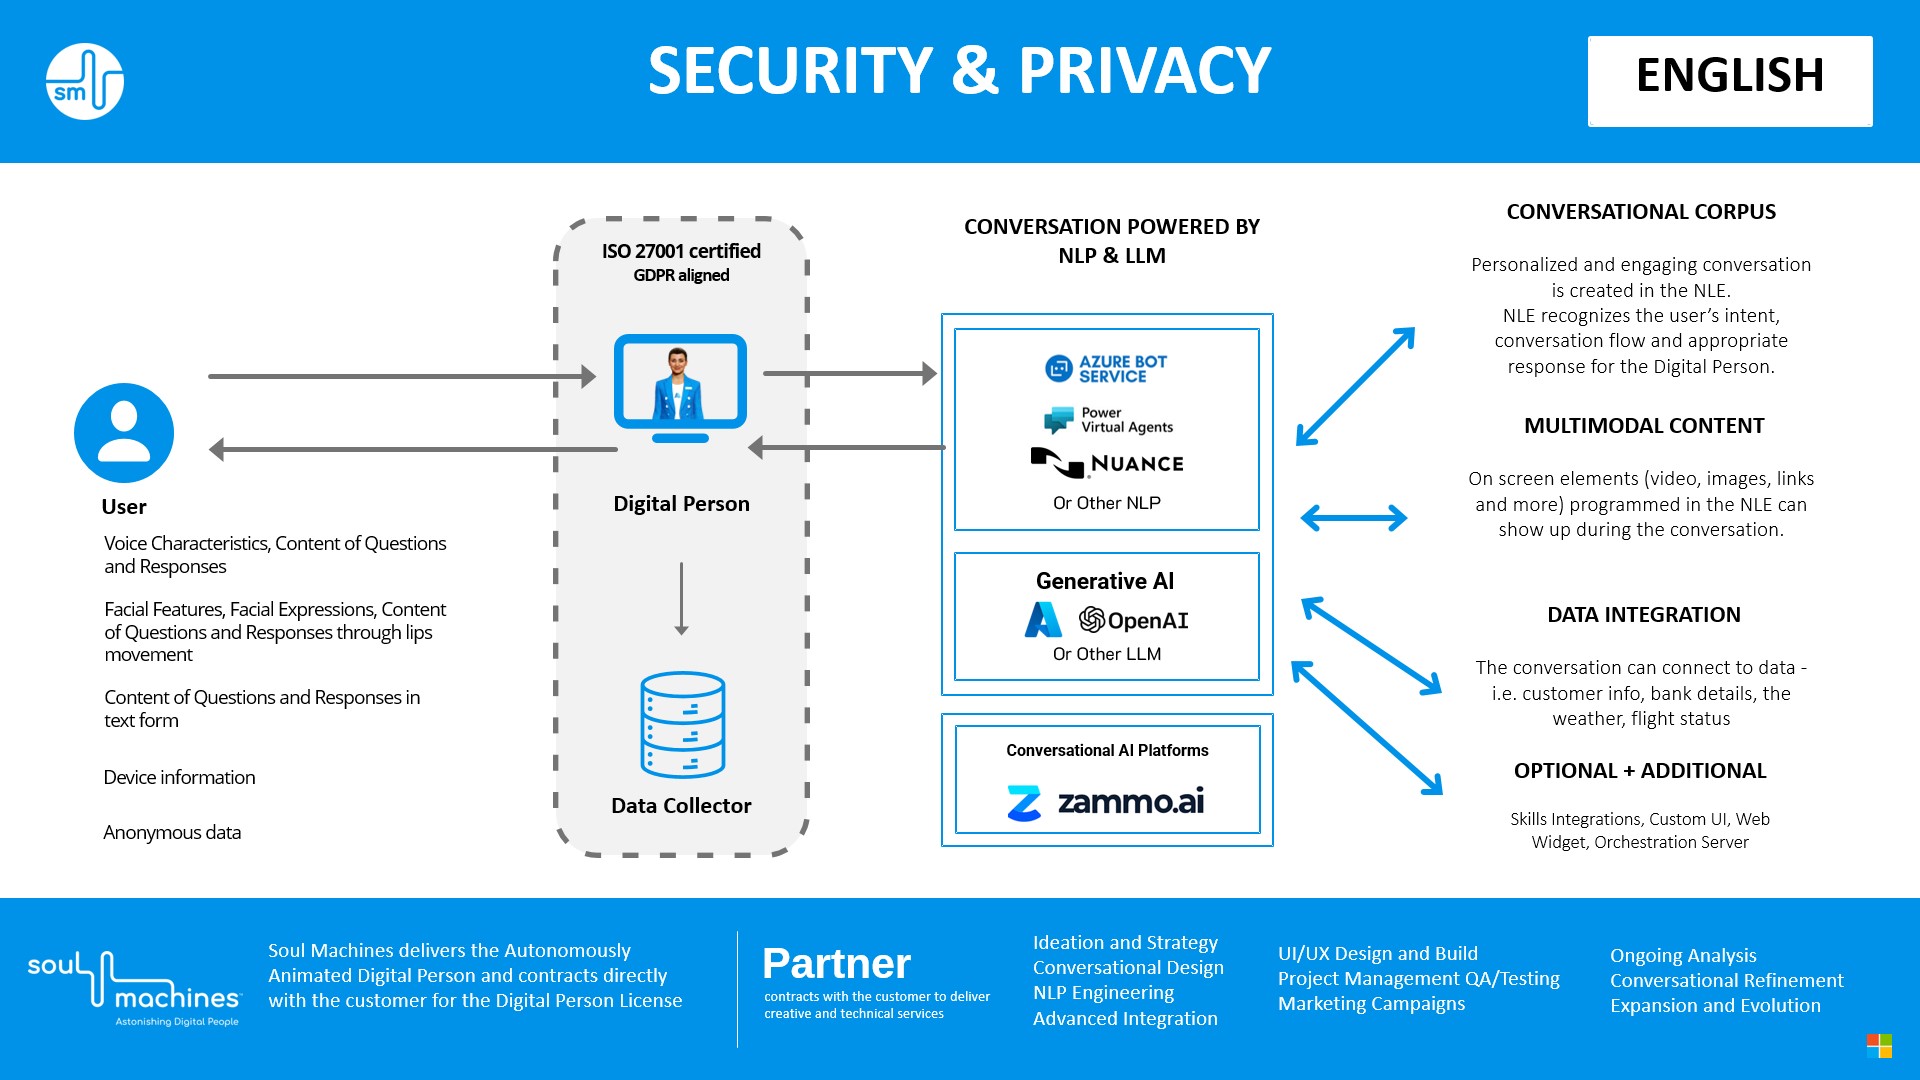 sm
SECURITY & PRIVACY
ENGLISH
User
Voice Characteristics, Content of Questions
and Responses
Facial Features, Facial Expressions, Content
of Questions and Responses through lips
movement
Content of Questions and Responses in
text form
Device information
Anonymous data
ISO 27001 certified
GDPR aligned
Digital Person
Data Collector
CONVERSATION POWERED BY
NLP & LLM
AZURE BOT
SERVICE
Power
Virtual Agents
NUANCE
Or Other NLP
Generative AI
OpenAI
Or Other LLM
Conversational AI Platforms
zammo.ai
CONVERSATIONAL CORPUS
Personalized and engaging conversation
is created in the NLE.
NLE recognizes the user’s intent,
conversation flow and appropriate
response for the Digital Person.
MULTIMODAL CONTENT
On screen elements (video, images, links
and more) programmed in the NLE can
show up during the conversation.
DATA INTEGRATION
The conversation can connect to data -
i.e. customer info, bank details, the
weather, flight status
OPTIONAL + ADDITIONAL
Skills Integrations, Custom UI, Web
Widget, Orchestration Server
soul
machines™
Astonishing Digital People
Soul Machines delivers the Autonomously
Animated Digital Person and contracts directly
with the customer for the Digital Person License
Partner
contracts with the customer to deliver
creative and technical services
Ideation and Strategy
Conversational Design
NLP Engineering
Advanced Integration
UI/UX Design and Build
Project Management QA/Testing
Marketing Campaigns
Ongoing Analysis
Conversational Refinement
Expansion and Evolution